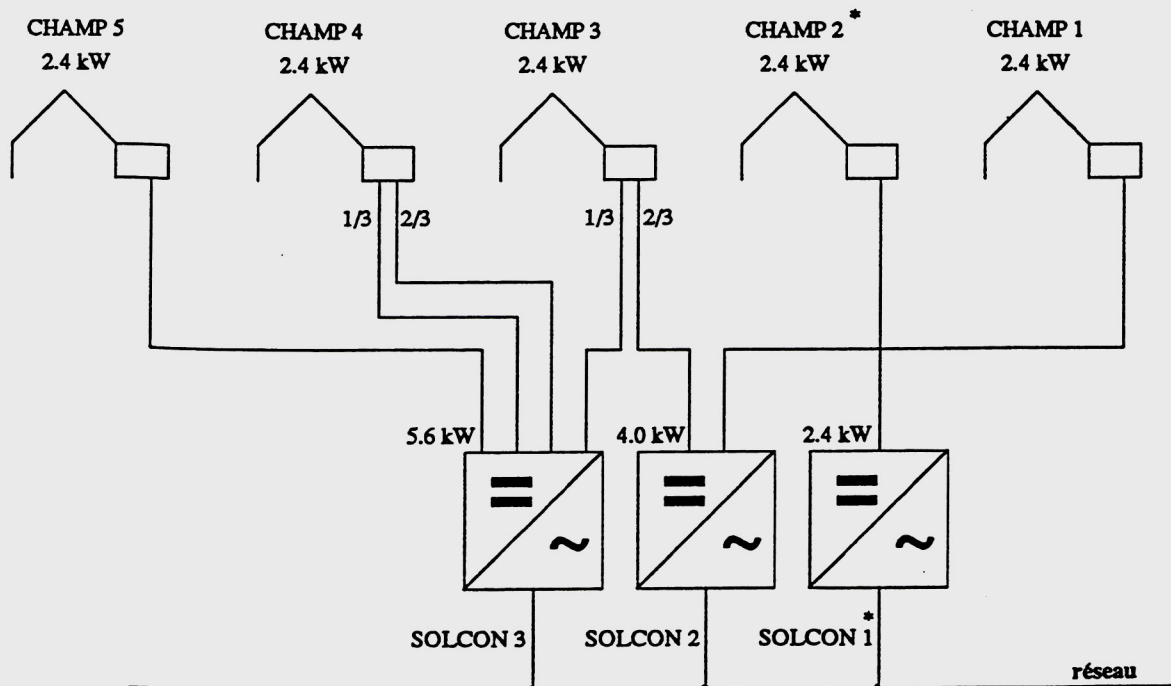 CHAMP 5
2.4 kW
CHAMP 4
2.4 kW
CHAMP 3
2.4 kW
CHAMP 2 *
2.4 kW
CHAMP 1
2.4 kW
1/3 2/3
1/3 2/3
5.6 kW
4.0 kW
2.4 kW
= ~
= ~
= ~
SOLCON 3
SOLCON 2
SOLCON 1 *
réseau